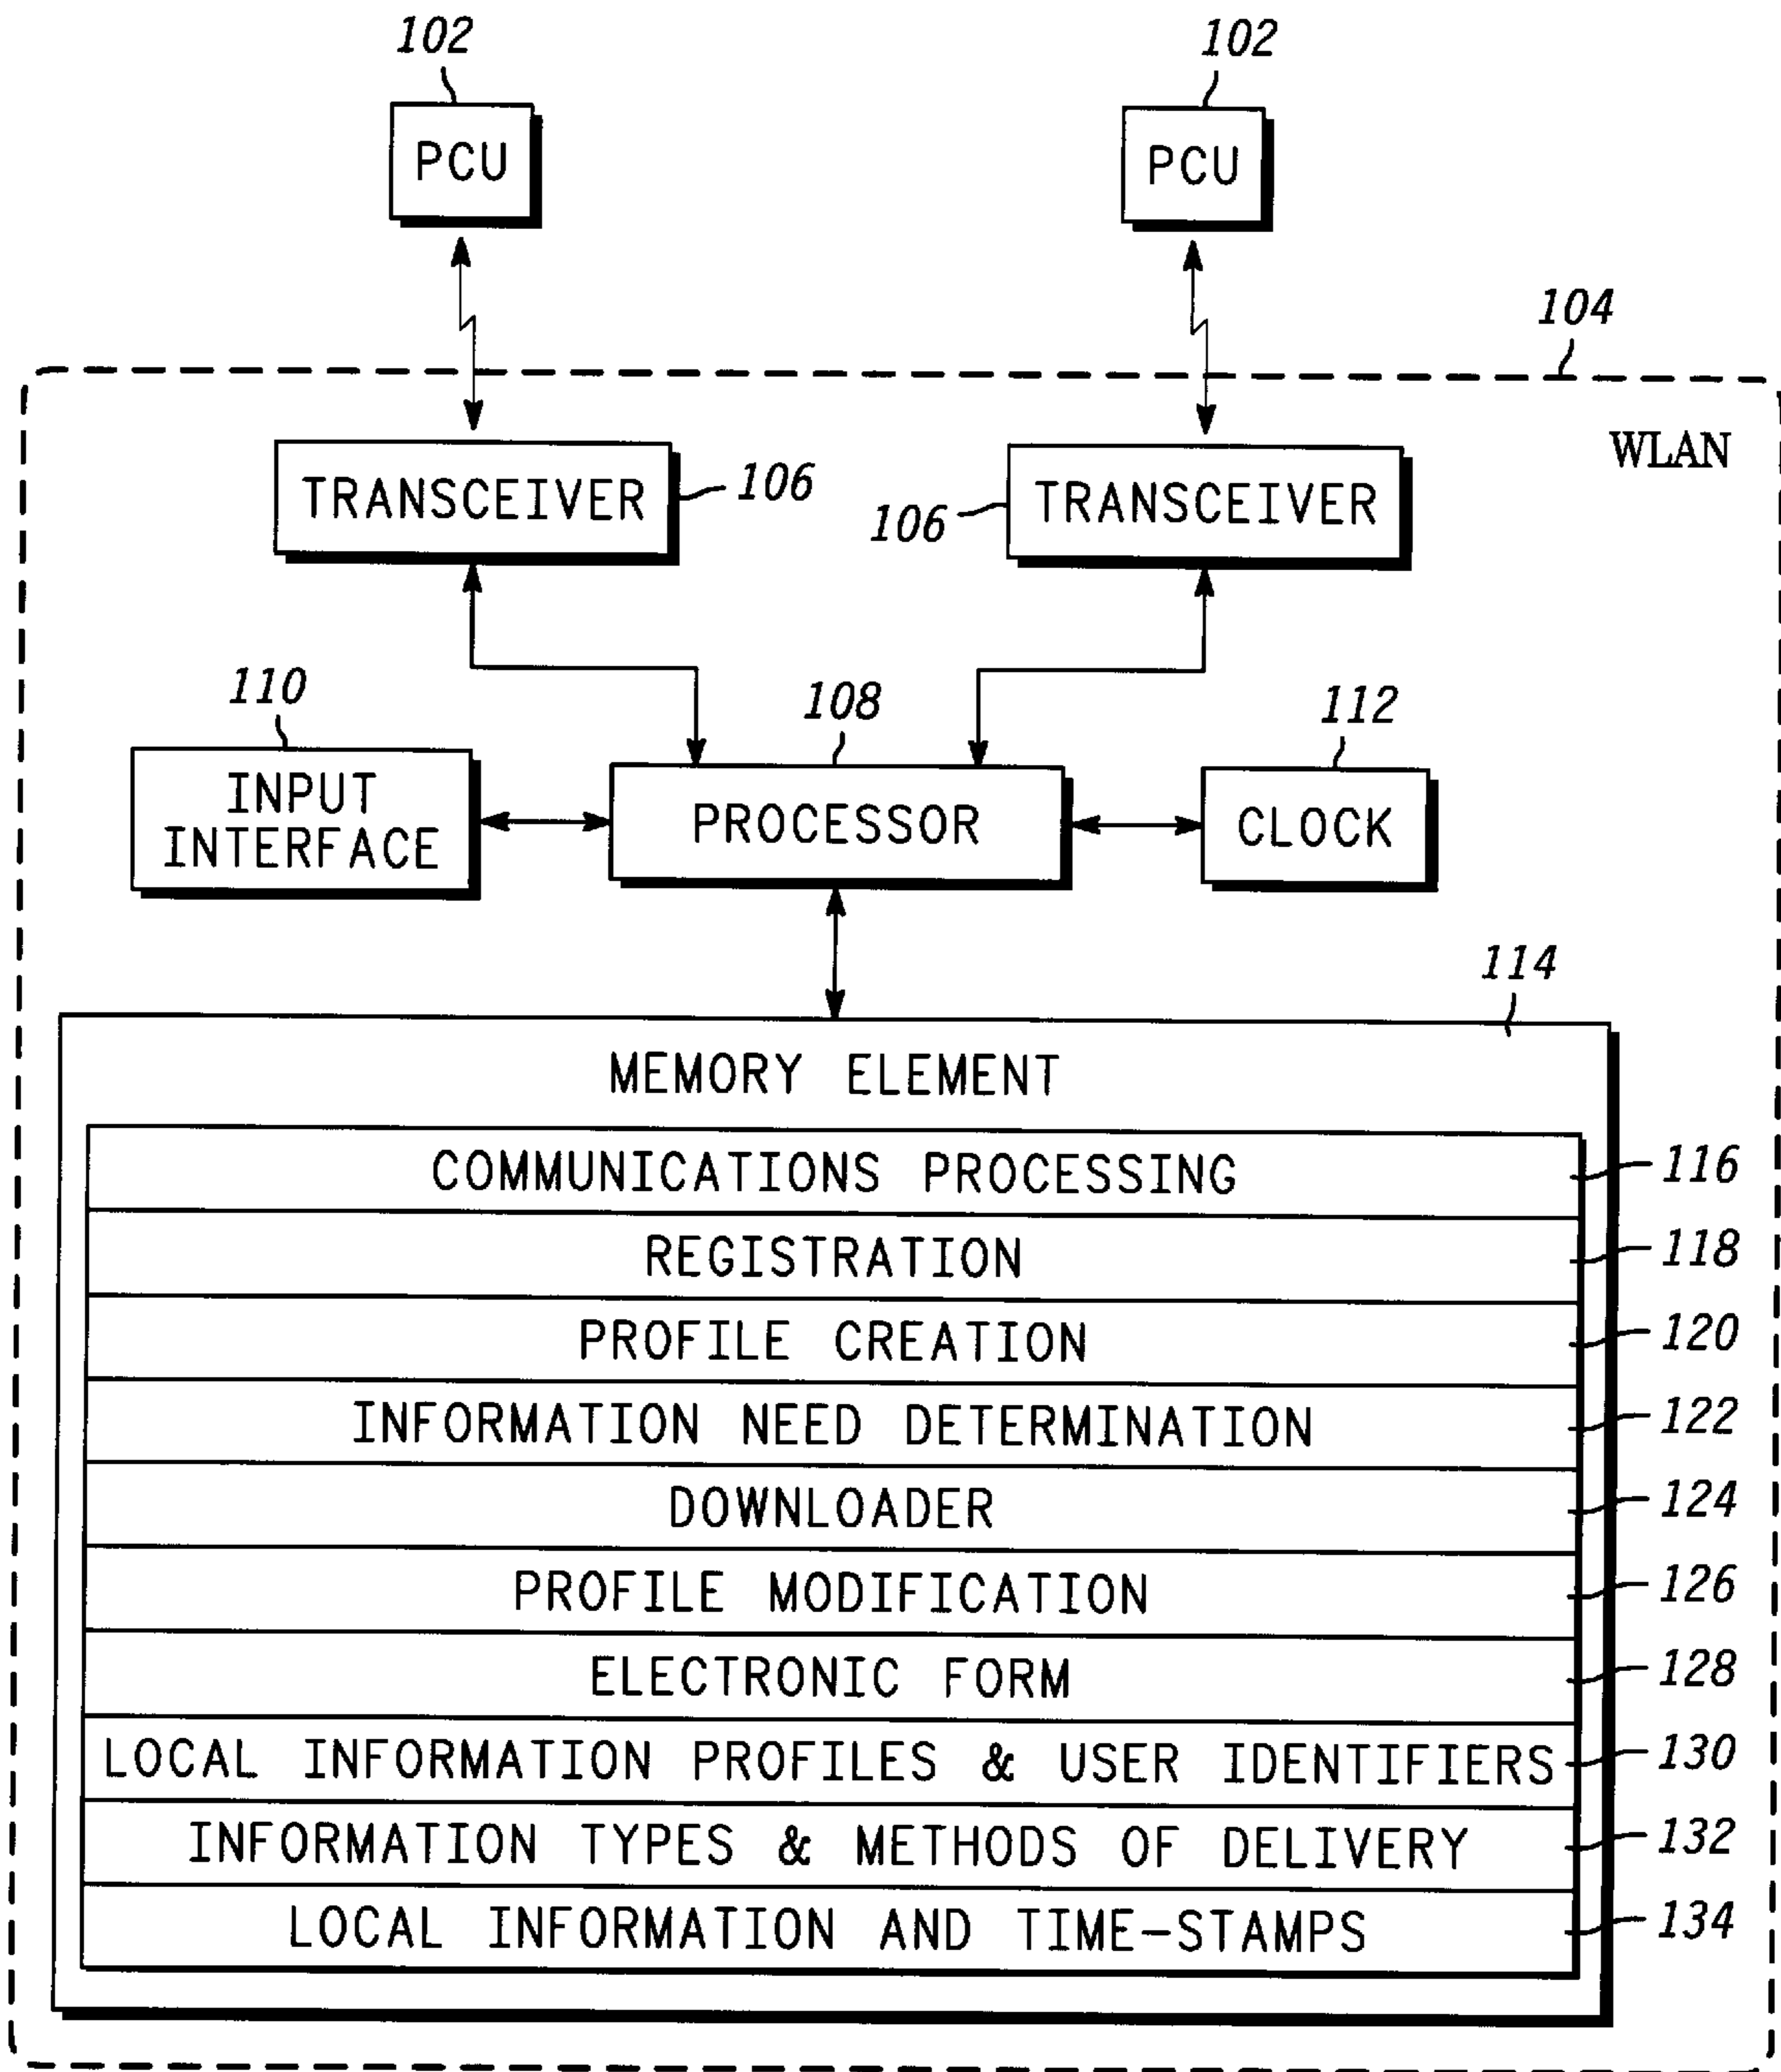 102
102
PCU
PCU
104
WLAN
TRANSCEIVER
106
106
TRANSCEIVER
110
108
112
INPUT
INTERFACE
PROCESSOR
CLOCK
114
MEMORY ELEMENT
COMMUNICATIONS PROCESSING
116
REGISTRATION
118
PROFILE CREATION
120
INFORMATION NEED DETERMINATION
122
DOWNLOADER
124
PROFILE MODIFICATION
126
ELECTRONIC FORM
128
LOCAL INFORMATION PROFILES & USER IDENTIFIERS
130
INFORMATION TYPES & METHODS OF DELIVERY
132
LOCAL INFORMATION AND TIME-STAMPS
134